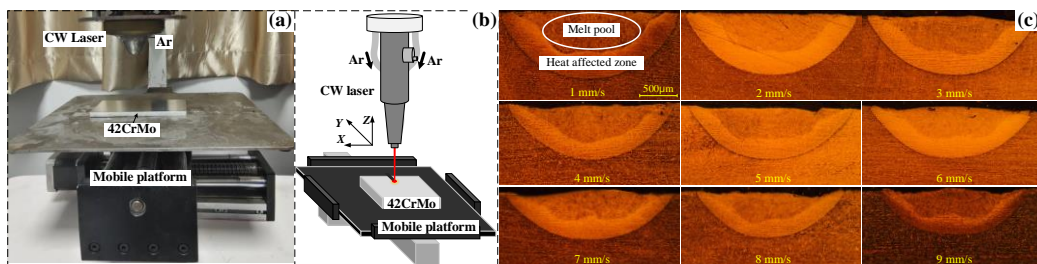 (a)
CW Laser
Ar
42CrMo
Mobile platform
(b)
Ar
Ar
CW laser
Z
Y
X
42CrMo
Mobile platform
(c)
Melt pool
Heat affected zone
500μm
1 mm/s
2 mm/s
3 mm/s
4 mm/s
5 mm/s
6 mm/s
7 mm/s
8 mm/s
9 mm/s